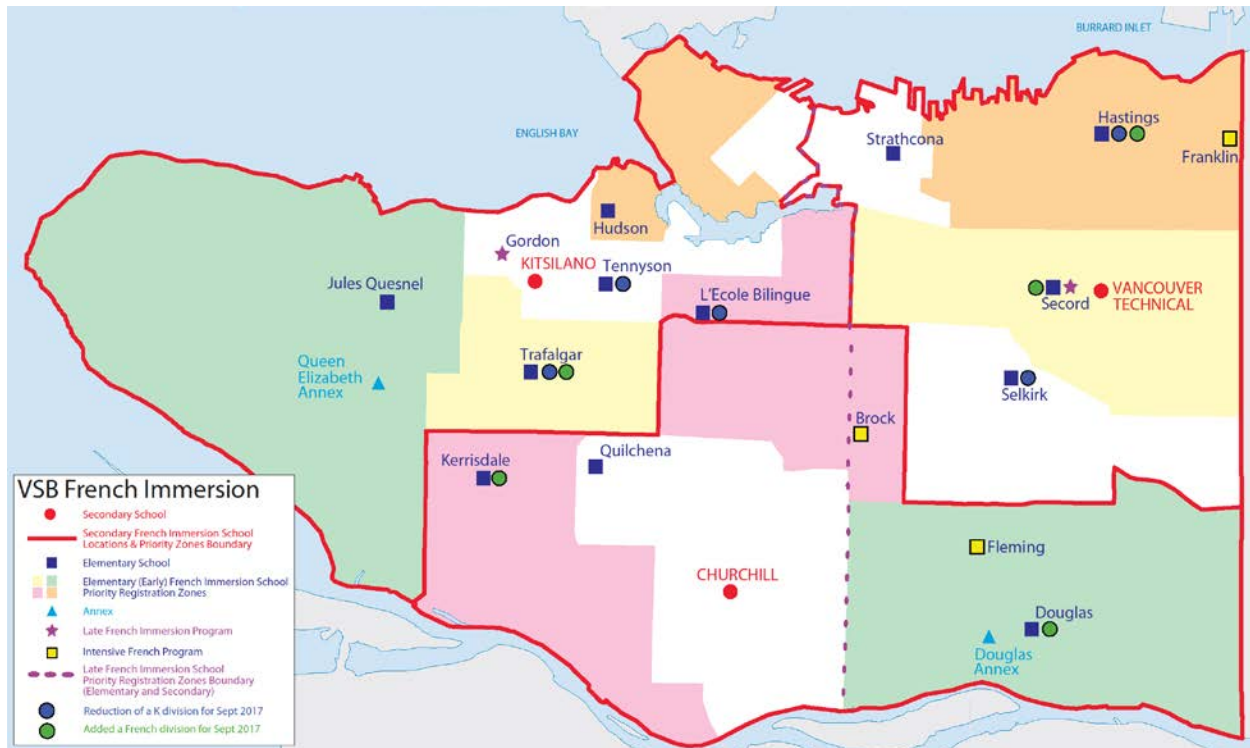 BURRARD INLET
ENGLISH BAY
Hastings
Strathcona
Franklin
Hudson
Gordon
KITSILANO
Tennyson
Jules Quesnel
L'Ecole Bilingue
VANCOUVER
TECHNICAL
Secord
Trafalgar
Queen
Elizabeth
Annex
Selkirk
Brock
Kerrisdale
Quilchena
Fleming
CHURCHILL
Douglas
Douglas
Annex
VSB French Immersion
Secondary School
Secondary French Immersion School
Locations & Priority Zones Boundary
Elementary School
Elementary (Early) French Immersion School
Priority Registration Zones
Annex
Late French Immersion Program
Intensive French Program
Late French Immersion School
Priority Registration Zones Boundary
(Elementary and Secondary)
Reduction of a K division for Sept 2017
Added a French division for Sept 2017